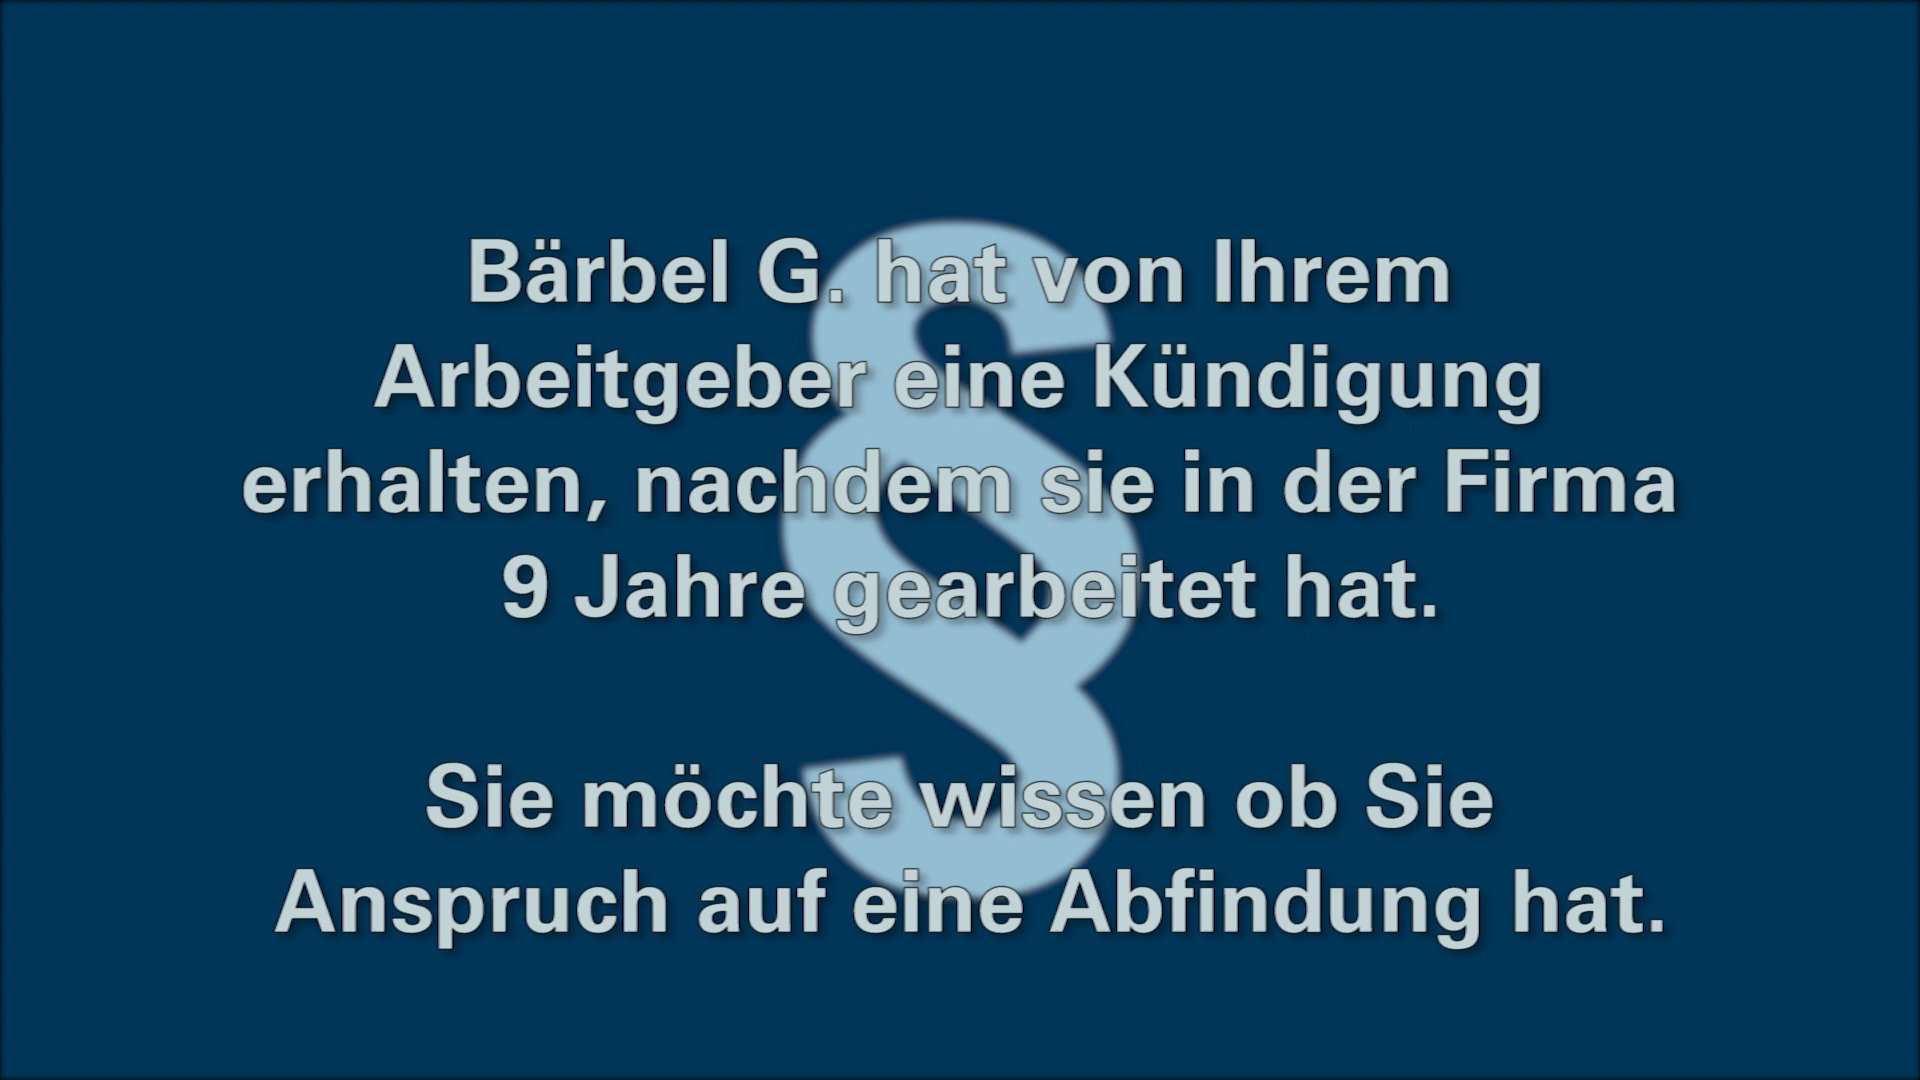 Bärbel G. hat von Ihrem
Arbeitgeber eine Kündigung
erhalten, nachdem sie in der Firma
9 Jahre gearbeitet hat.
Sie möchte wissen ob Sie
Anspruch auf eine Abfindung hat.